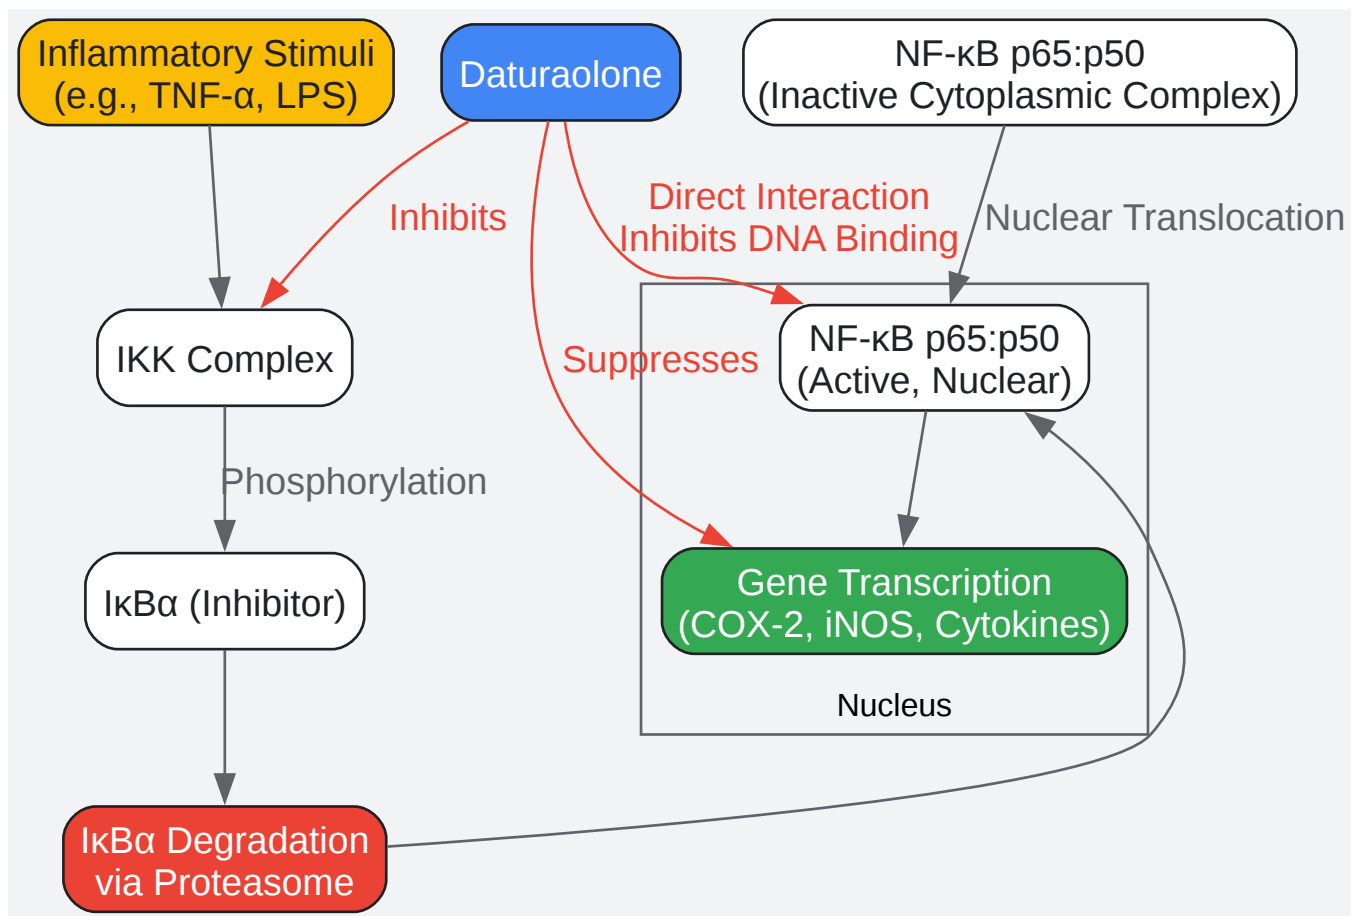 Inflammatory Stimuli
(e.g., TNF-α, LPS)
Daturaolone
NF-κB p65:p50
(Inactive Cytoplasmic Complex)
Inhibits
Direct Interaction
Inhibits DNA Binding
Nuclear Translocation
IKK Complex
Suppresses
NF-κB p65:p50
(Active, Nuclear)
Phosphorylation
IκBα (Inhibitor)
Gene Transcription
(COX-2, iNOS, Cytokines)
Nucleus
IκBα Degradation
via Proteasome